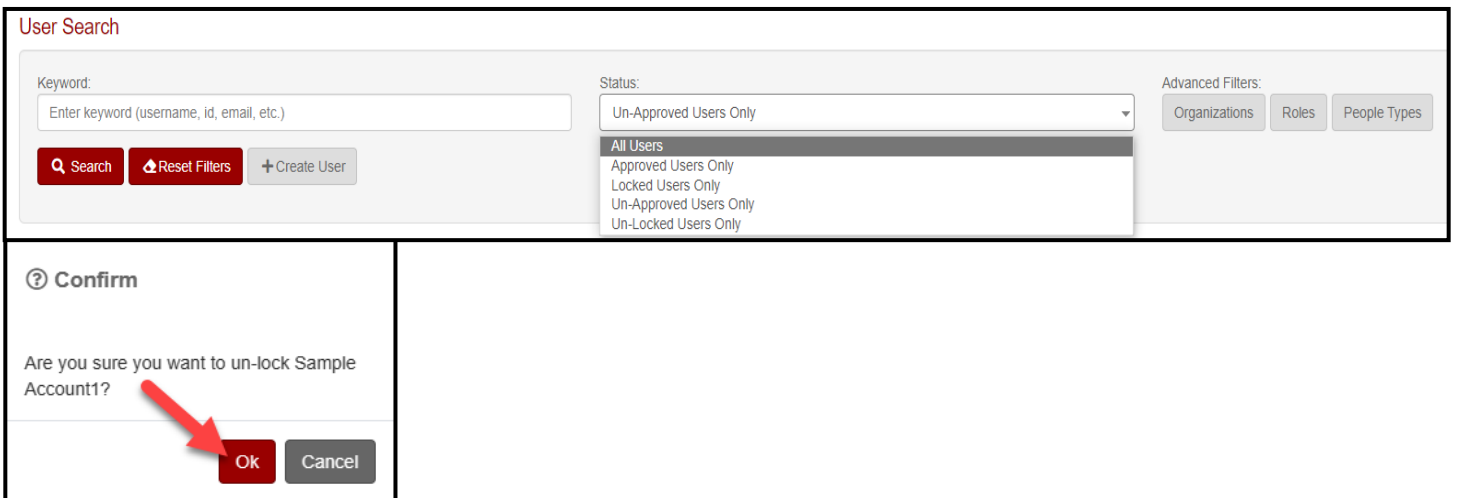 User Search
Keyword:
Enter keyword (username, id, email, etc.)
Search Reset Filters Create User
Status:
Un-Approved Users Only
All Users
Approved Users Only
Locked Users Only
Un-Approved Users Only
Un-Locked Users Only
Advanced Filters:
Organizations Roles People Types
Confirm
Are you sure you want to un-lock Sample
Account1?
Ok Cancel